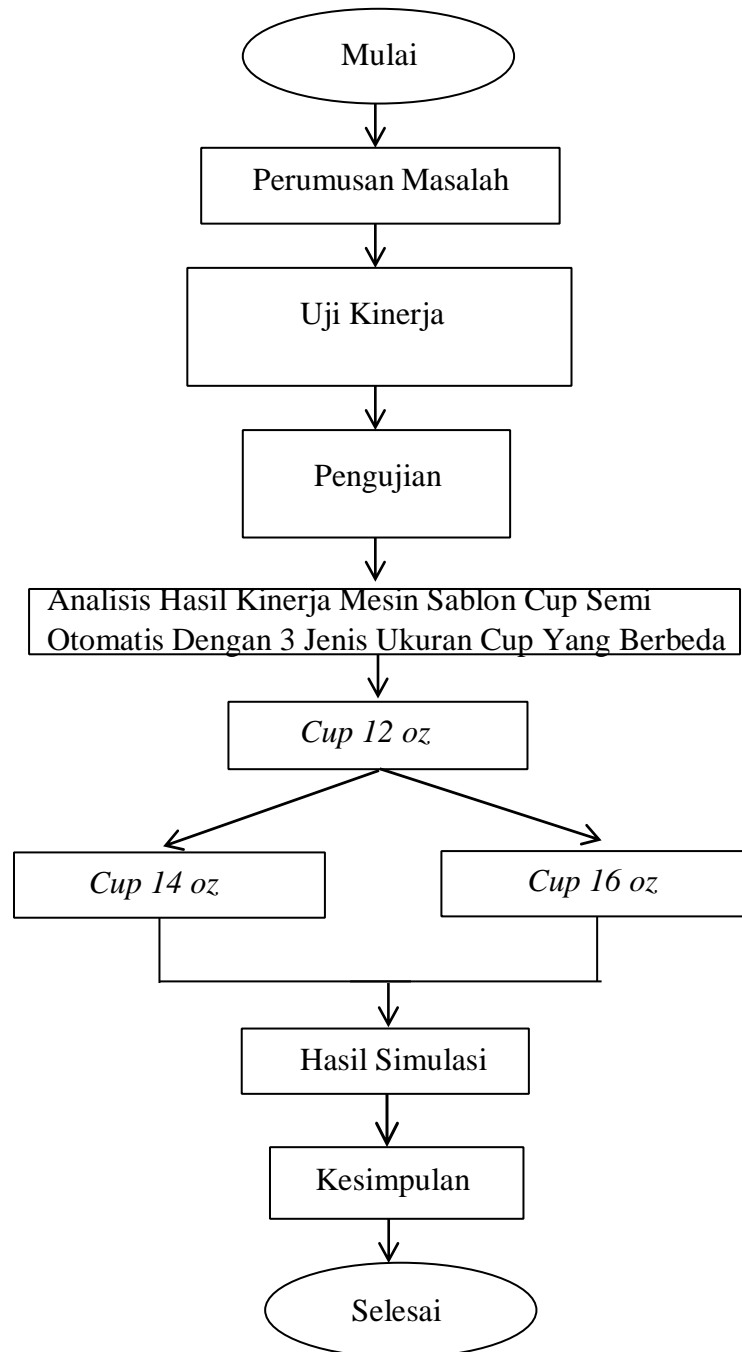 Mulai
Perumusan Masalah
Uji Kinerja
Pengujian
Analisis Hasil Kinerja Mesin Sablon Cup Semi
Otomatis Dengan 3 Jenis Ukuran Cup Yang Berbeda
Cup 12 oz
Cup 14 oz
Cup 16 oz
Hasil Simulasi
Kesimpulan
Selesai